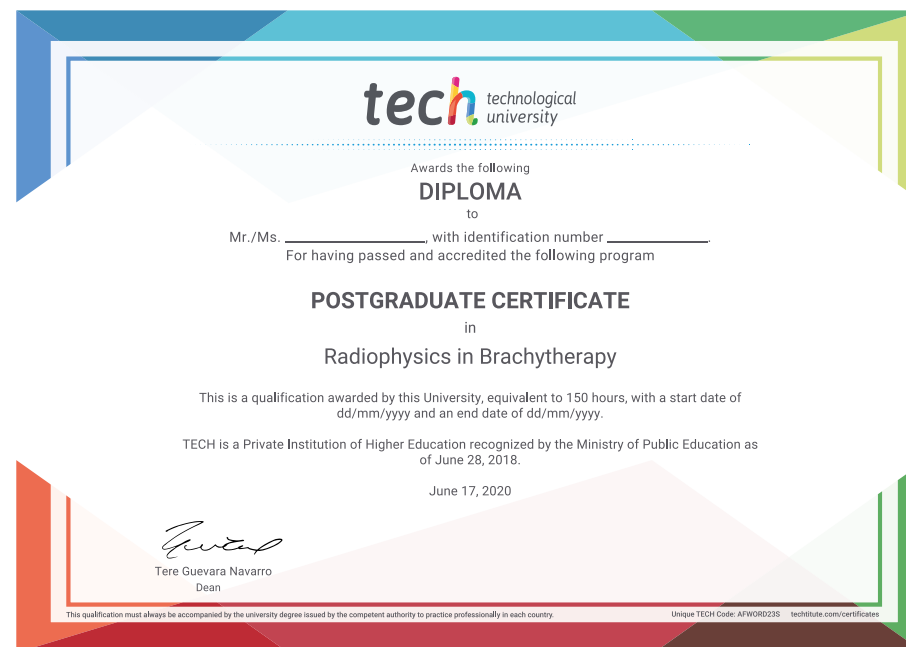 tech technological
university
Awards the following
DIPLOMA
to
Mr./Ms. ____________________, with identification number ______________.
For having passed and accredited the following program
POSTGRADUATE CERTIFICATE
in
Radiophysics in Brachytherapy
This is a qualification awarded by this University, equivalent to 150 hours, with a start date of
dd/mm/yyyy and an end date of dd/mm/yyyy.
TECH is a Private Institution of Higher Education recognized by the Ministry of Public Education as
of June 28, 2018.
June 17, 2020
Tere Guevara Navarro
Dean
This qualification must always be accompanied by the university degree issued by the competent authority to practice professionally in each country.
Unique TECH Code: AFWORD23S techtitute.com/certificates